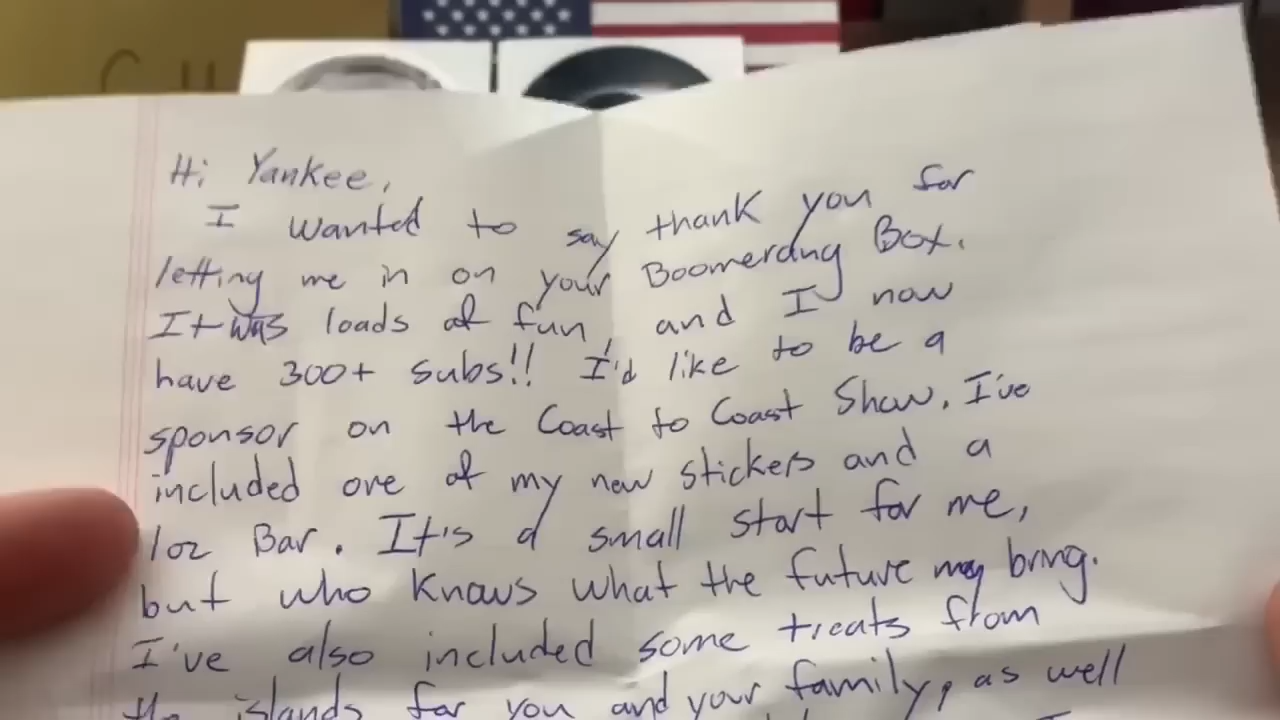 Hi Yankee,
I wanted to say thank you for
letting me in on your Boomerang Box.
It was loads of fun, and I now
have 300+ subs!! I'd like to be a
sponsor on the Coast to Coast Show. I've
included one of my new stickers and a
1oz Bar. It's a small start for me,
but who knows what the future may bring.
I've also included some treats from
the islands for you and your family, as well